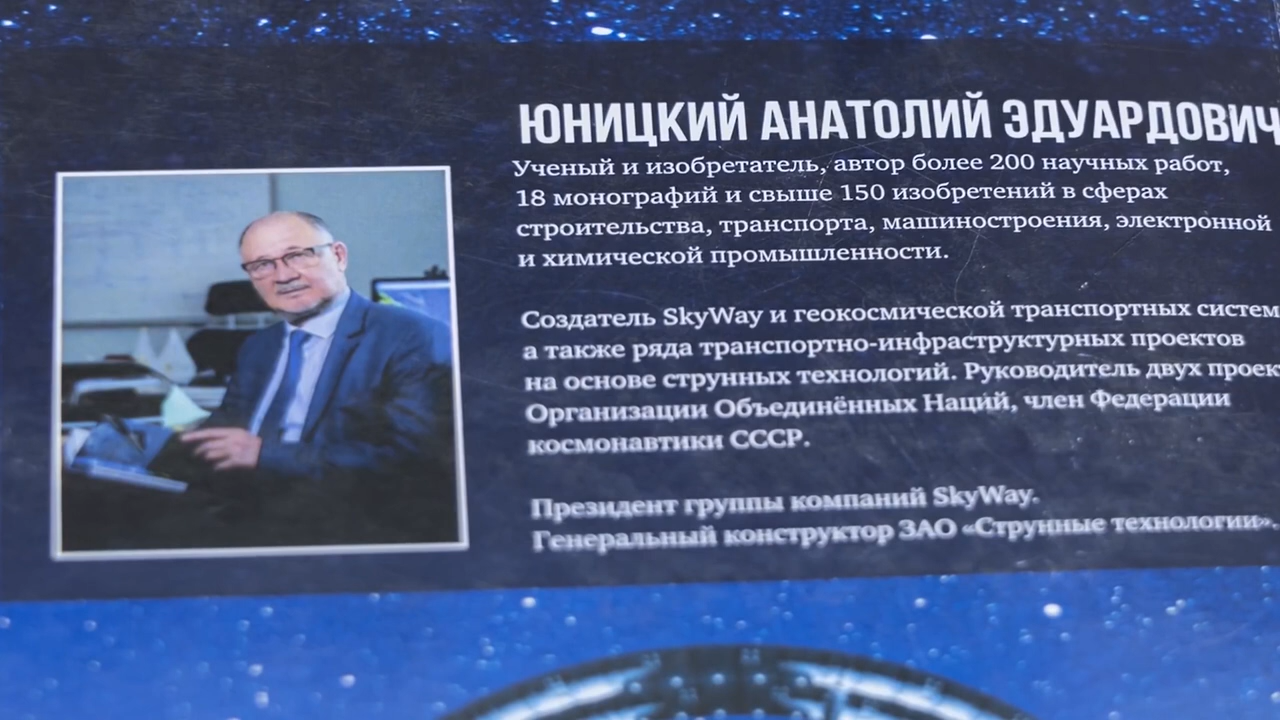 ЮНИЦКИЙ АНАТОЛИЙ ЭДУАРДОВИЧ
Ученый и изобретатель, автор более 200 научных работ,
18 монографий и свыше 150 изобретений в сферах
строительства, транспорта, машиностроения, электронной
и химической промышленности.
Создатель SkyWay и геокосмической транспортных систем
а также ряда транспортно-инфраструктурных проектов
на основе струнных технологий. Руководитель двух проек
Организации Объединённых Наций, член Федерации
космонавтики СССР.
Президент группы компаний SkyWay.
Генеральный конструктор ЗАО «Струнные технологии».